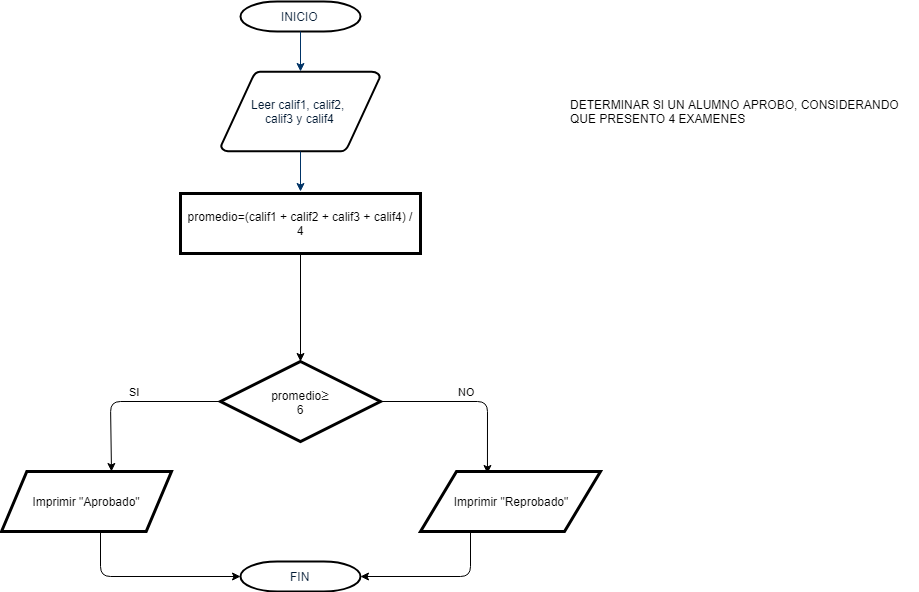 INICIO
Leer calif1, calif2,
calif3 y calif4
DETERMINAR SI UN ALUMNO APROBO, CONSIDERANDO
QUE PRESENTO 4 EXAMENES
promedio=(calif1 + calif2 + calif3 + calif4) /
4
promedio≥
6
SI
NO
Imprimir "Aprobado"
Imprimir "Reprobado"
FIN